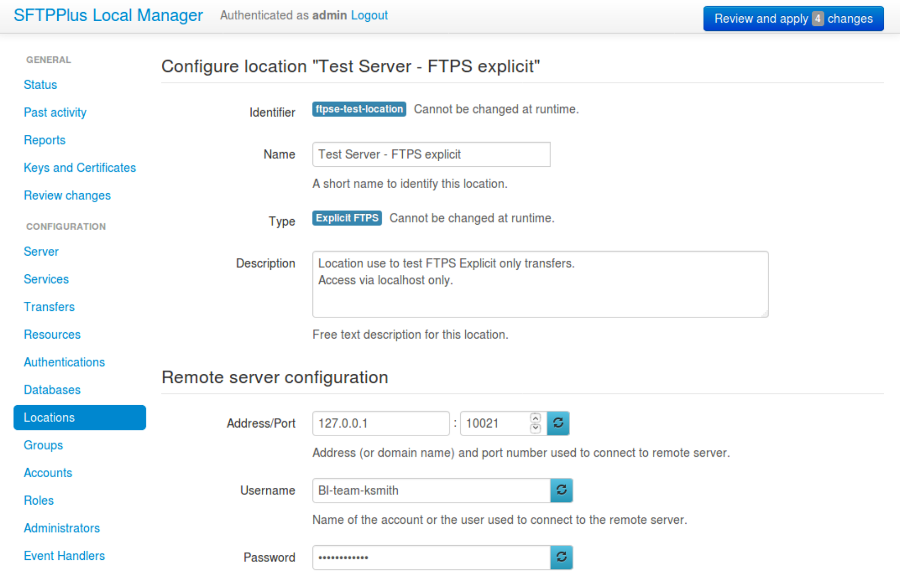 SFTPPlus Local Manager Authenticated as admin Logout Review and apply 4 changes
GENERAL
Status
Past activity
Reports
Keys and Certificates
Review changes
CONFIGURATION
Server
Services
Transfers
Resources
Authentications
Databases
Locations
Groups
Accounts
Roles
Administrators
Event Handlers
Configure location "Test Server - FTPS explicit"
Identifier ftpse-test-location Cannot be changed at runtime.
Name Test Server - FTPS explicit
A short name to identify this location.
Type Explicit FTPS Cannot be changed at runtime.
Description Location use to test FTPS Explicit only transfers.
Access via localhost only.
Free text description for this location.
Remote server configuration
Address/Port 127.0.0.1 : 10021
Address (or domain name) and port number used to connect to remote server.
Username BI-team-ksmith
Name of the account or the user used to connect to the remote server.
Password ••••••••••••